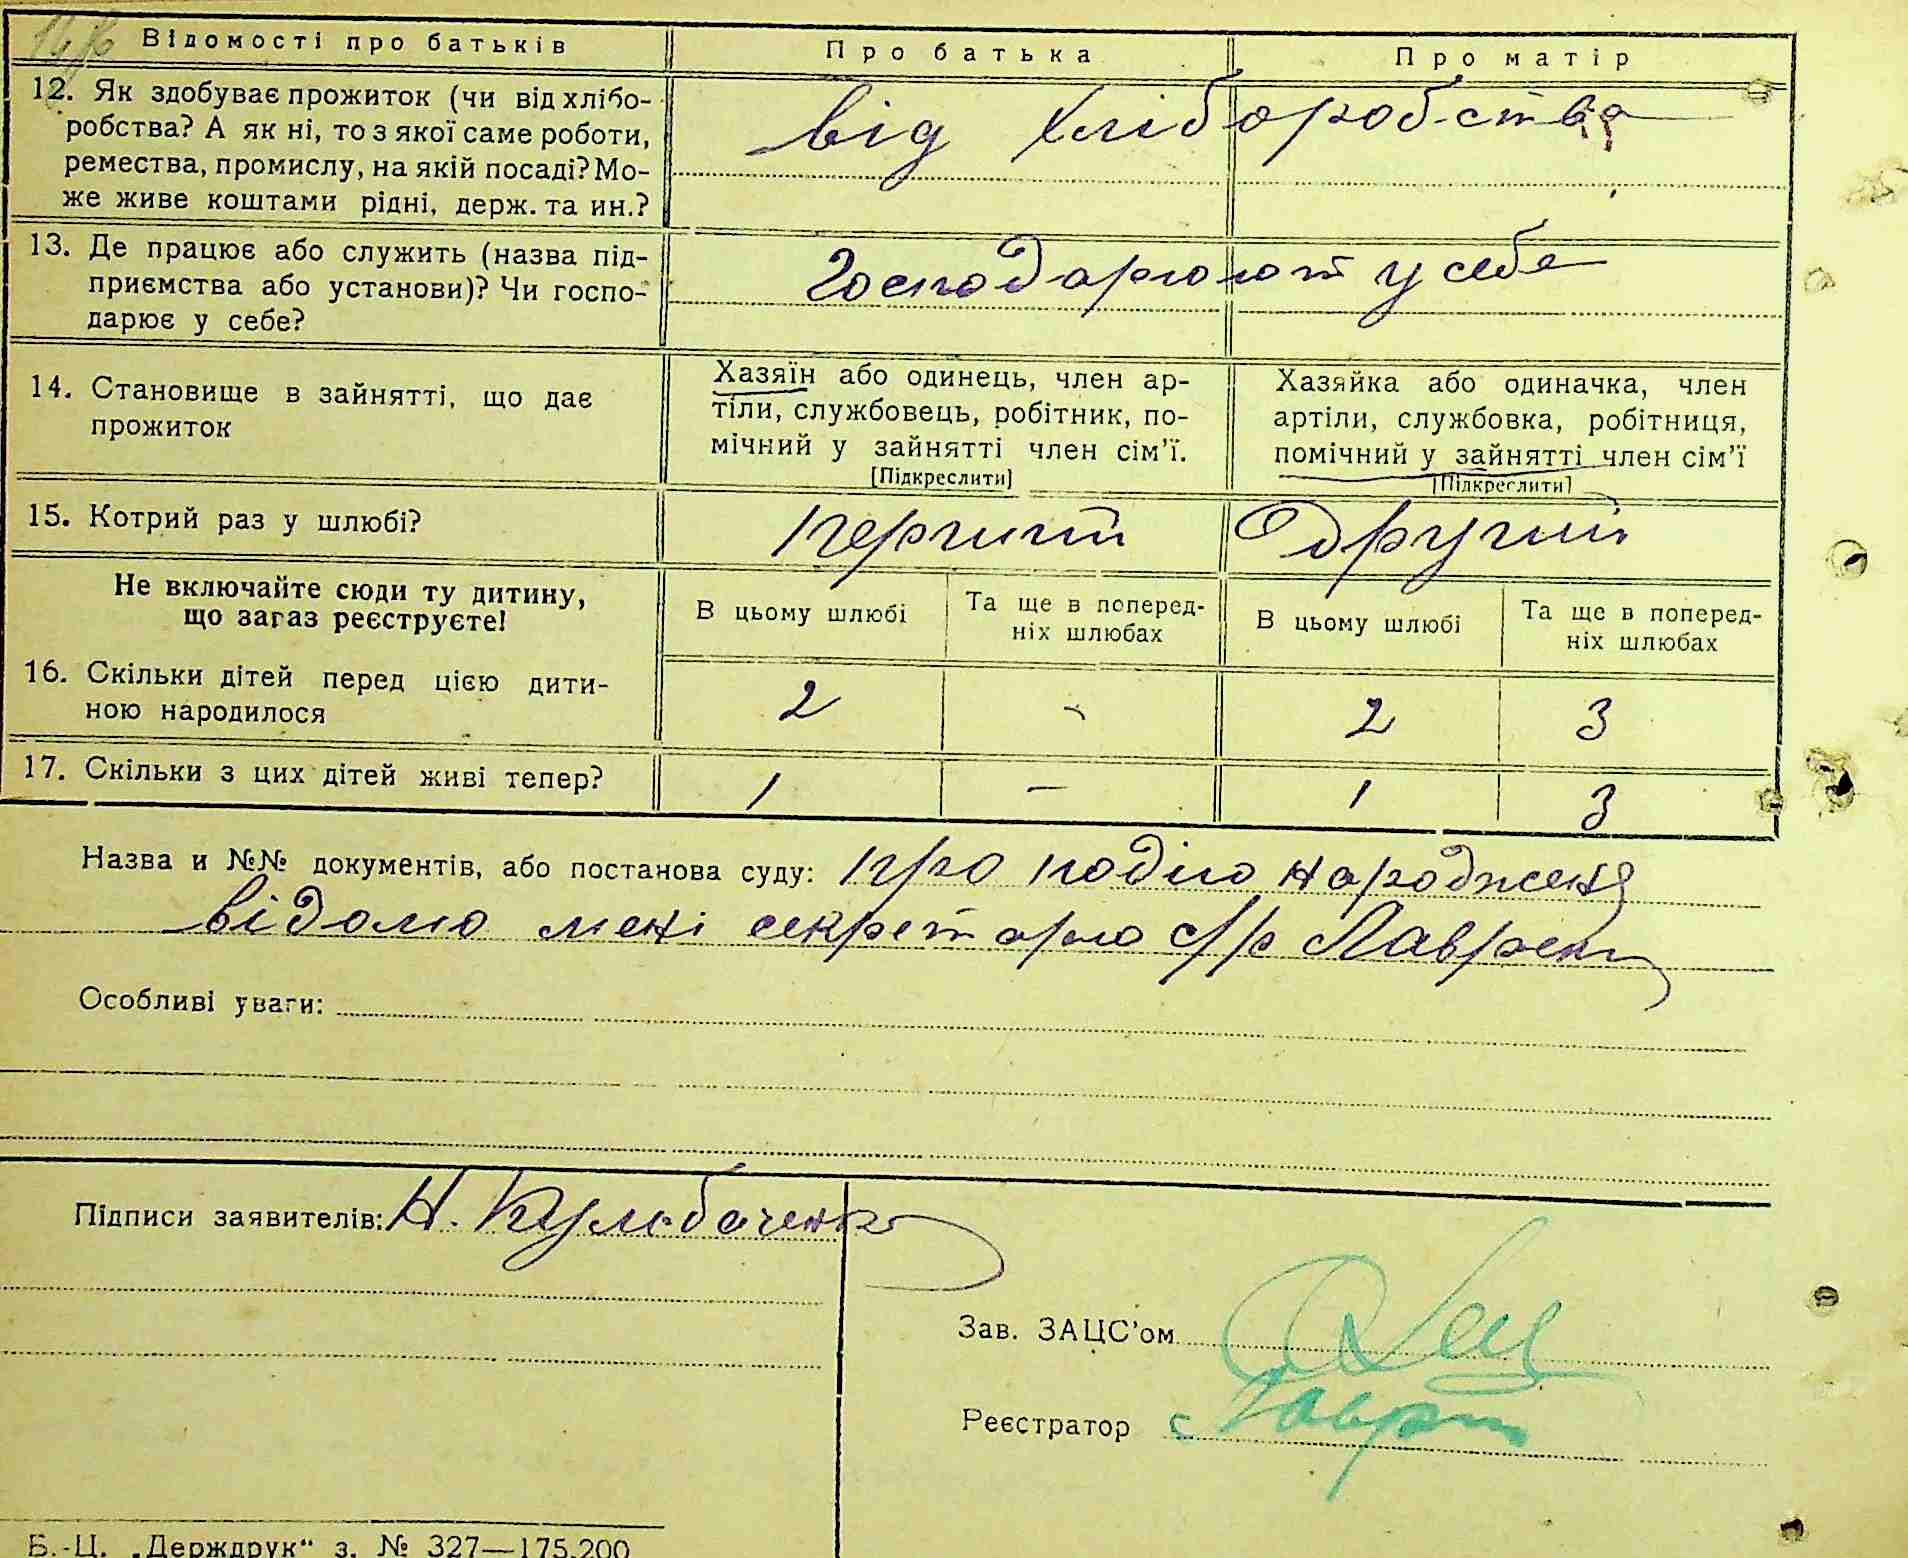 Відомості про батьків
Про батька
Про матір
12. Як здобуває прожиток (чи від хлібо-
робства? А як ні, то з якої саме роботи,
ремества, промислу, на якій посаді? Мо-
же живе коштами рідні, держ. та ин.?
від хліборобства
13. Де працює або служить (назва під-
приємства або установи)? Чи госпо-
дарює у себе?
Господарюют у себе
14. Становище в зайнятті, що дає
прожиток
Хазяїн або одинець, член ар-
тіли, службовець, робітник, по-
мічний у зайнятті член сім’ї.
[Підкреслити]
Хазяйка або одиначка, член
артіли, службовка, робітниця,
помічний у зайнятті член сім’ї
[Підкреслити]
15. Котрий раз у шлюбі?
Другий
Не включайте сюди ту дитину,
що загаз реєструєте!
В цьому шлюбі
Та ще в поперед-
ніх шлюбах
В цьому шлюбі
Та ще в поперед-
ніх шлюбах
16. Скільки дітей перед цією дити-
ною народилося
2 - 2 3
17. Скільки з цих дітей живі тепер?
1 — 1 3
Назва и №№ документів, або постанова суду: про подію народженя
відомо мені секретарю с/р Лаврен
Особливі уваги:
Підписи заявителів: Н. Кульбаченко
Зав. ЗАЦС’ом
Реєстратор
Б.-Ц. „Держдрук“ з. № 327—175.200